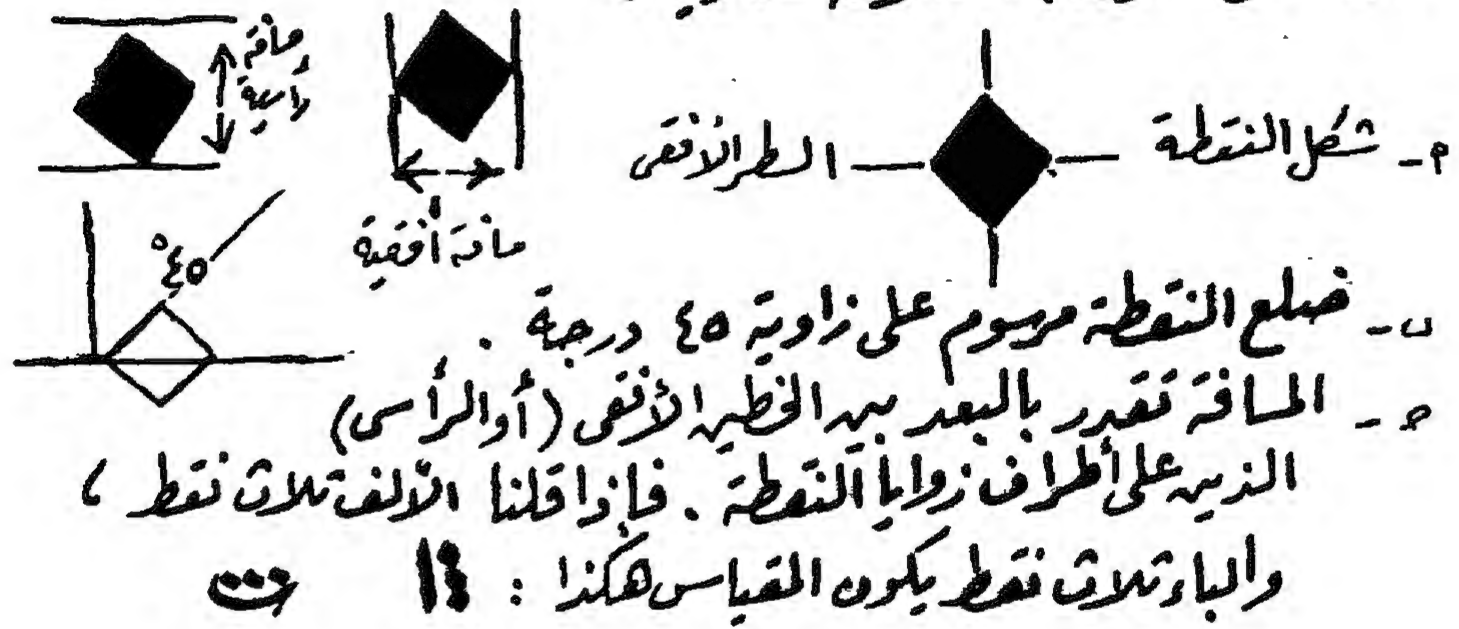 م - شكل النقطة
السطر الأفقى
مسافة أفقية
مسافة
رأسية
٤٥°
ب - ضلع النقطة مرسوم على زاوية ٤٥ درجة .
ج - المسافة تقدر بالبعد بين الخطين الأفقى (أو الرأسى)
الذين على أطراف زوايا النقطة . فإذا قلنا الألف ثلاث نقط ،
والباء ثلاث نقط يكون المقياس هكذا :